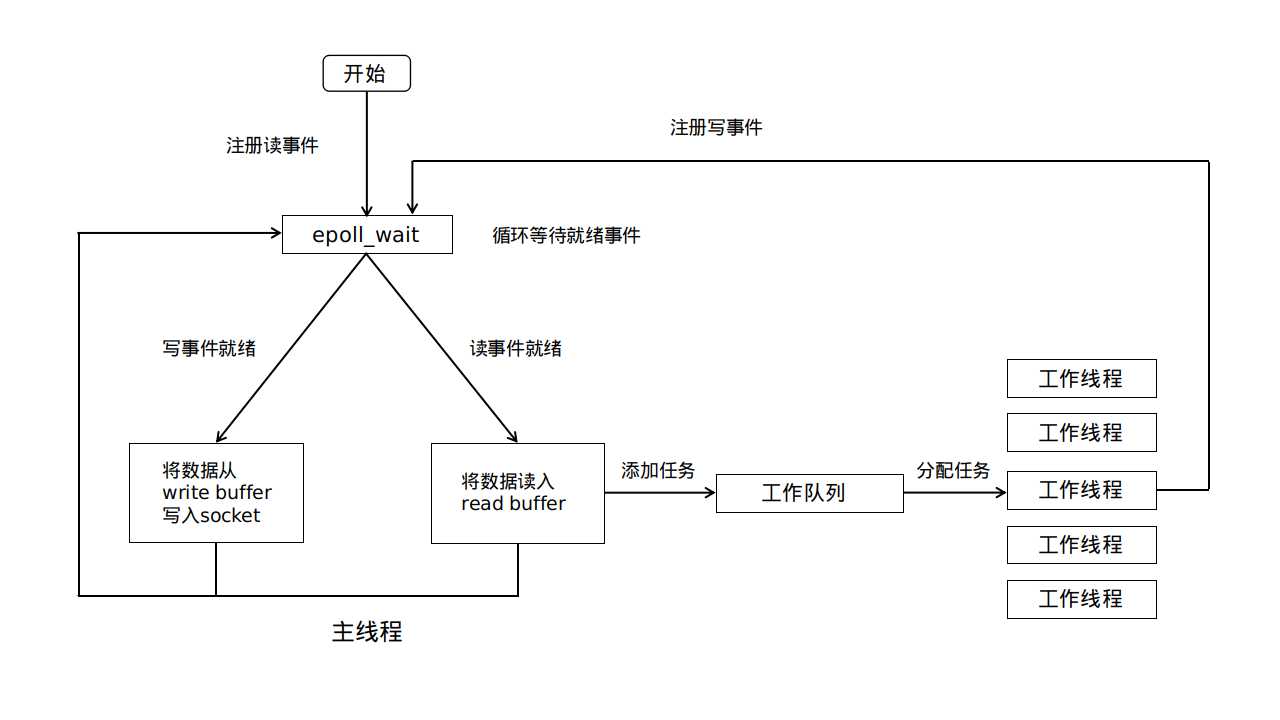 开始
注册读事件
注册写事件
epoll_wait
循环等待就绪事件
写事件就绪
读事件就绪
将数据从
write buffer
写入socket
将数据读入
read buffer
添加任务
工作队列
分配任务
工作线程
工作线程
工作线程
工作线程
工作线程
主线程